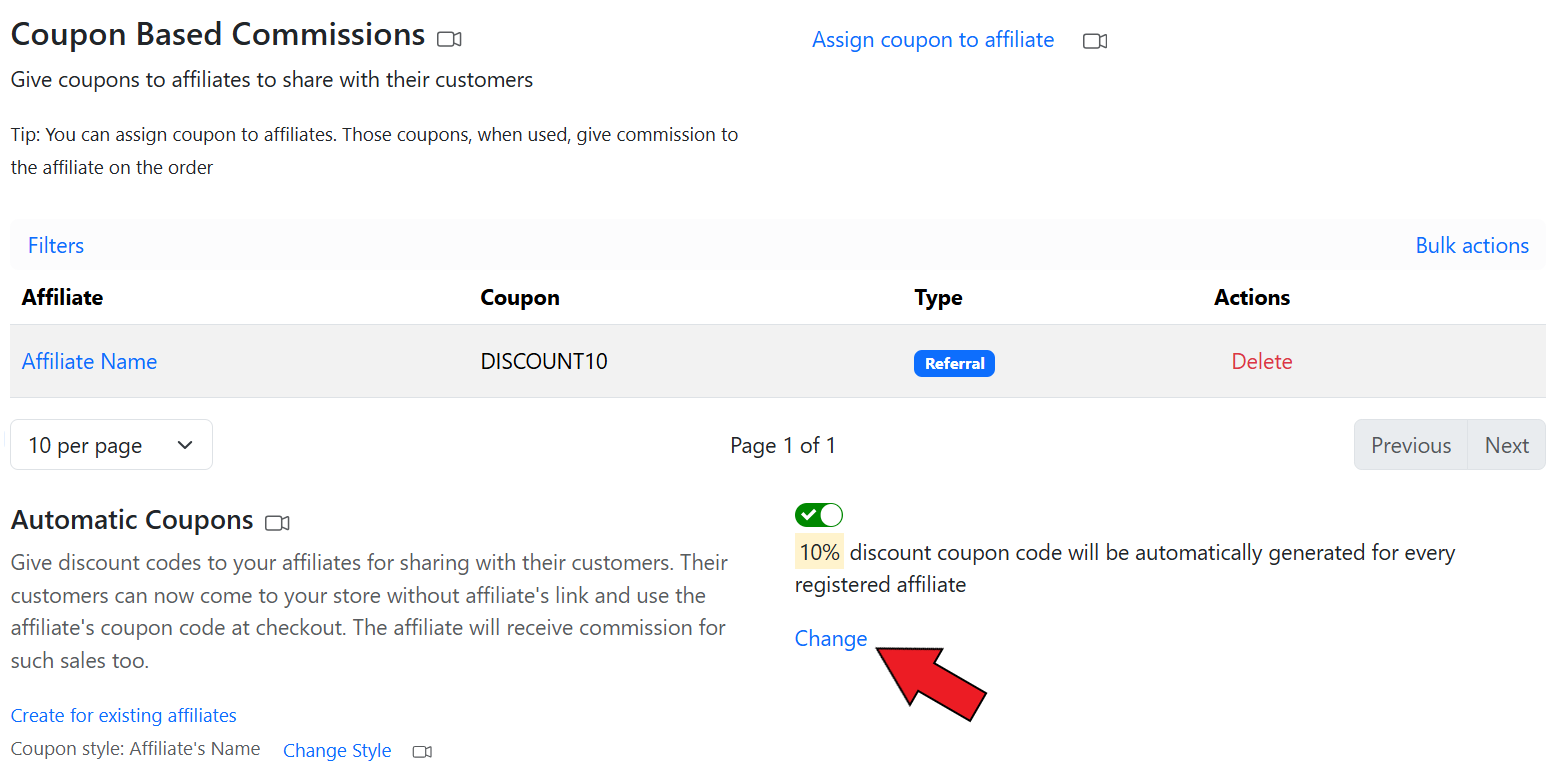 Coupon Based Commissions
Assign coupon to affiliate
Give coupons to affiliates to share with their customers
Tip: You can assign coupon to affiliates. Those coupons, when used, give commission to
the affiliate on the order
Filters
Bulk actions
Affiliate Coupon Type Actions
Affiliate Name DISCOUNT10 Referral Delete
10 per page
Page 1 of 1
Previous Next
Automatic Coupons
Give discount codes to your affiliates for sharing with their customers. Their
customers can now come to your store without affiliate's link and use the
affiliate's coupon code at checkout. The affiliate will receive commission for
such sales too.
Create for existing affiliates
Coupon style: Affiliate's Name Change Style
10% discount coupon code will be automatically generated for every
registered affiliate
Change